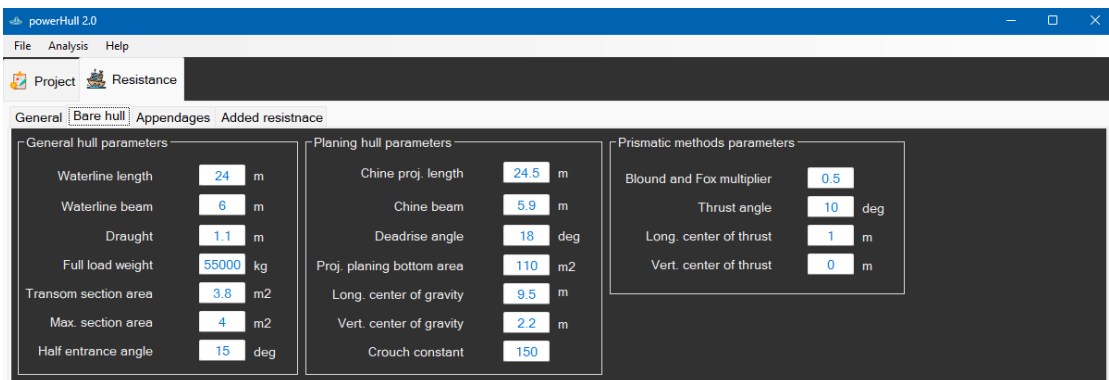 powerHull 2.0
File Analysis Help
Project Resistance
General Bare hull Appendages Added resistnace
General hull parameters
Waterline length 24 m
Waterline beam 6 m
Draught 1.1 m
Full load weight 55000 kg
Transom section area 3.8 m2
Max. section area 4 m2
Half entrance angle 15 deg
Planing hull parameters
Chine proj. length 24.5 m
Chine beam 5.9 m
Deadrise angle 18 deg
Proj. planing bottom area 110 m2
Long. center of gravity 9.5 m
Vert. center of gravity 2.2 m
Crouch constant 150
Prismatic methods parameters
Blound and Fox multiplier 0.5
Thrust angle 10 deg
Long. center of thrust 1 m
Vert. center of thrust 0 m